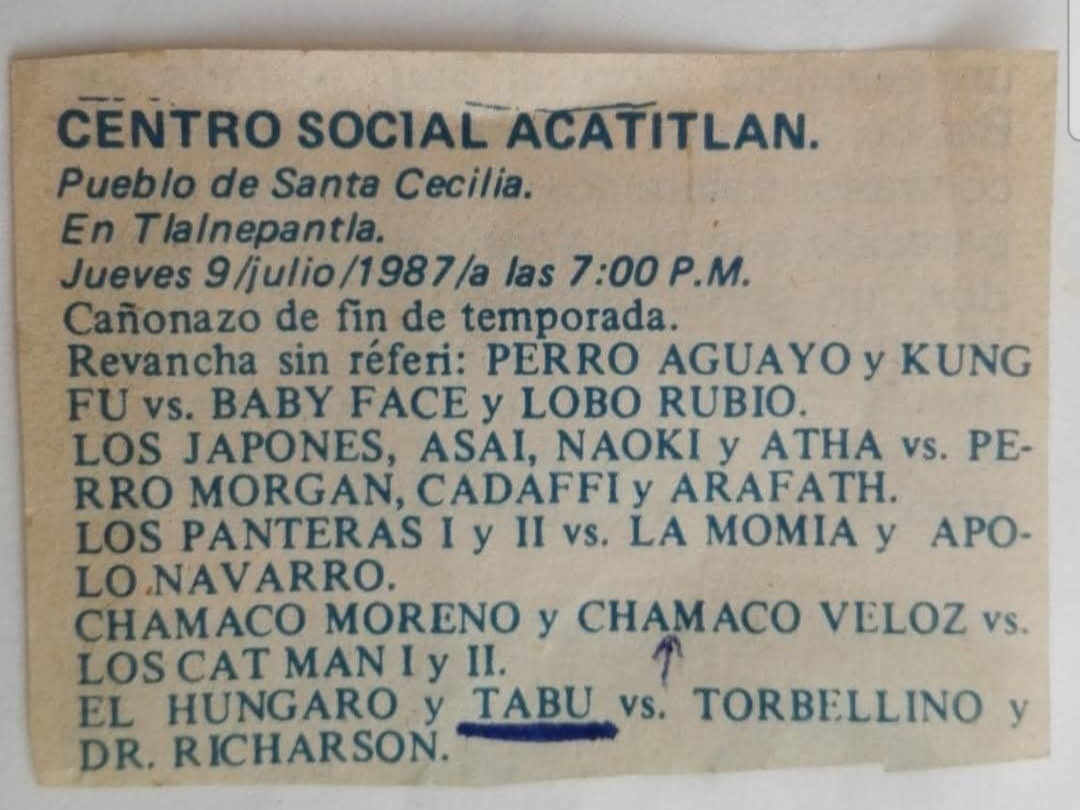 CENTRO SOCIAL ACATITLAN.
Pueblo de Santa Cecilia.
En Tlalnepantla.
Jueves 9/julio/1987/a las 7:00 P.M.
Cañonazo de fin de temporada.
Revancha sin réferi: PERRO AGUAYO y KUNG
FU vs. BABY FACE y LOBO RUBIO.
LOS JAPONES, ASAI, NAOKI y ATHA vs. PE-
RRO MORGAN, CADAFFI y ARAFATH.
LOS PANTERAS I y II vs. LA MOMIA y APO-
LO NAVARRO.
CHAMACO MORENO y CHAMACO VELOZ vs.
LOS CAT MAN I y II.
EL HUNGARO y TABU vs. TORBELLINO y
DR. RICHARSON.